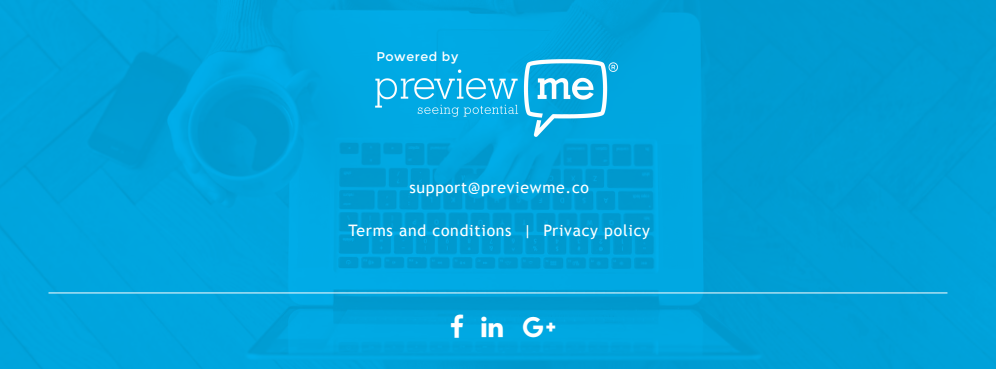 Powered by
preview me ®
seeing potential
support@previewme.co
Terms and conditions | Privacy policy
f in G+